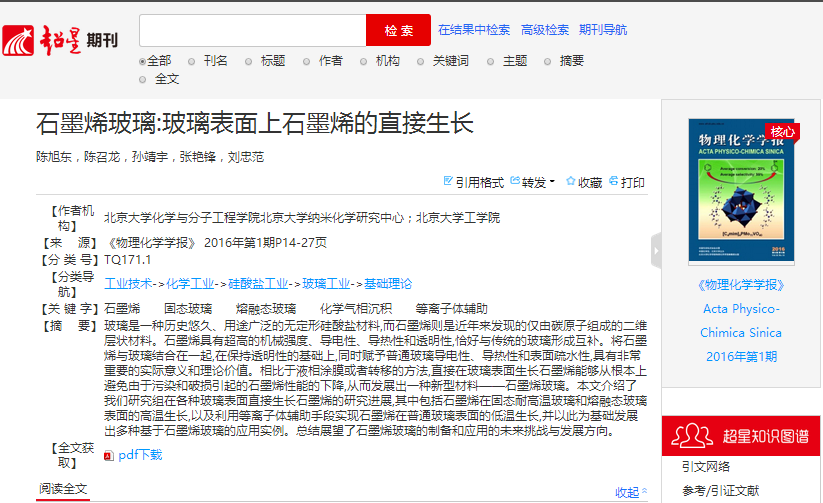 超星 期刊
检 索
在结果中检索 高级检索 期刊导航
全部 刊名 标题 作者 机构 关键词 主题 摘要
全文
石墨烯玻璃:玻璃表面上石墨烯的直接生长
陈旭东，陈召龙，孙靖宇，张艳锋，刘忠范
引用格式 转发 收藏 打印
【作者机构】
北京大学化学与分子工程学院北京大学纳米化学研究中心；北京大学工学院
【来 源】《物理化学学报》 2016年第1期P14-27页
【分 类 号】TQ171.1
【分类导航】
工业技术->化学工业->硅酸盐工业->玻璃工业->基础理论
【关 键 字】石墨烯 固态玻璃 熔融态玻璃 化学气相沉积 等离子体辅助
【摘 要】玻璃是一种历史悠久、用途广泛的无定形硅酸盐材料,而石墨烯则是近年来发现的仅由碳原子组成的二维
层状材料。石墨烯具有超高的机械强度、导电性、导热性和透明性,恰好与传统的玻璃形成互补。将石墨
烯与玻璃结合在一起,在保持透明性的基础上,同时赋予普通玻璃导电性、导热性和表面疏水性,具有非常
重要的实际意义和理论价值。相比于液相涂膜或者转移的方法,直接在玻璃表面生长石墨烯能够从根本上
避免由于污染和破损引起的石墨烯性能的下降,从而发展出一种新型材料——石墨烯玻璃。本文介绍了
我们研究组在各种玻璃表面直接生长石墨烯的研究进展,其中包括石墨烯在固态耐高温玻璃和熔融态玻璃
表面的高温生长,以及利用等离子体辅助手段实现石墨烯在普通玻璃表面的低温生长,并以此为基础发展
出多种基于石墨烯玻璃的应用实例。总结展望了石墨烯玻璃的制备和应用的未来挑战与发展方向。
【全文获取】
pdf下载
阅读全文
收起
核心
物理化学学报
ACTA PHYSICO-CHIMICA SINICA
2016
《物理化学学报》
Acta Physico-
Chimica Sinica
2016年第1期
超星知识图谱
引文网络
参考/引证文献